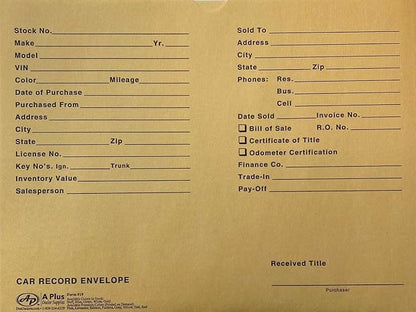 Stock No.
Make Yr.
Model
VIN
Color Mileage
Date of Purchase
Purchased From
Address
City
State Zip
License No.
Key No's. Ign. Trunk
Inventory Value
Salesperson
Sold To
Address
City
State Zip
Phones: Res.
Bus.
Cell
Date Sold Invoice No.
Bill of Sale R.O. No.
Certificate of Title
Odometer Certification
Finance Co.
Trade-In
Pay-Off
Received Title
Purchaser
CAR RECORD ENVELOPE
A Plus
Dealer Supplies